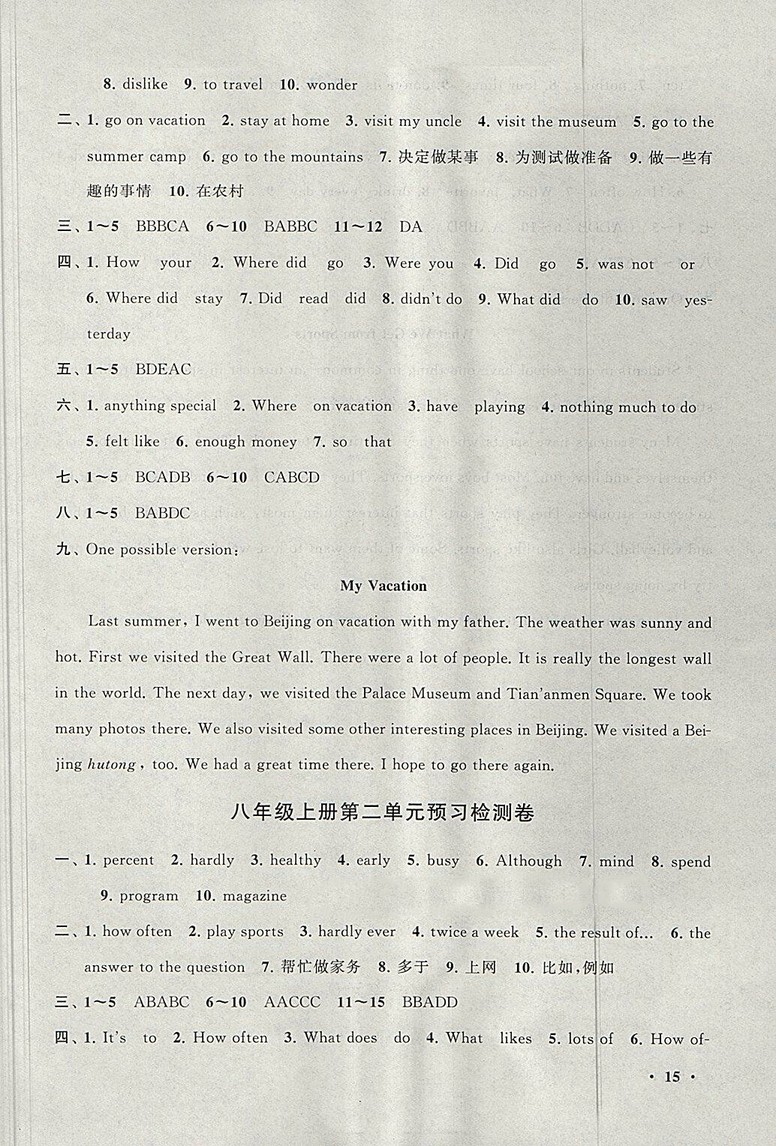 8. dislike 9. to travel 10. wonder
二、1. go on vacation 2. stay at home 3. visit my uncle 4. visit the museum 5. go to the
summer camp 6. go to the mountains 7. 决定做某事 8. 为测试做准备 9. 做一些有
趣的事情 10. 在农村
三、1～5 BBBCA 6～10 BABBC 11～12 DA
四、1. How your 2. Where did go 3. Were you 4. Did go 5. was not or
6. Where did stay 7. Did read did 8. didn't do 9. What did do 10. saw yes-
terday
五、1～5 BDEAC
六、1. anything special 2. Where on vacation 3. have playing 4. nothing much to do
5. felt like 6. enough money 7. so that
七、1～5 BCADB 6～10 CABCD
八、1～5 BABDC
九、One possible version:
My Vacation
Last summer, I went to Beijing on vacation with my father. The weather was sunny and
hot. First we visited the Great Wall. There were a lot of people. It is really the longest wall
in the world. The next day, we visited the Palace Museum and Tian'anmen Square. We took
many photos there. We also visited some other interesting places in Beijing. We visited a Bei-
jing hutong, too. We had a great time there. I hope to go there again.
八年级上册第二单元预习检测卷
一、1. percent 2. hardly 3. healthy 4. early 5. busy 6. Although 7. mind 8. spend
9. program 10. magazine
二、1. how often 2. play sports 3. hardly ever 4. twice a week 5. the result of... 6. the
answer to the question 7. 帮忙做家务 8. 多于 9. 上网 10. 比如,例如
三、1～5 ABABC 6～10 AACCC 11～15 BBADD
四、1. It's to 2. How often 3. What does do 4. What likes 5. lots of 6. How of-
• 15 •